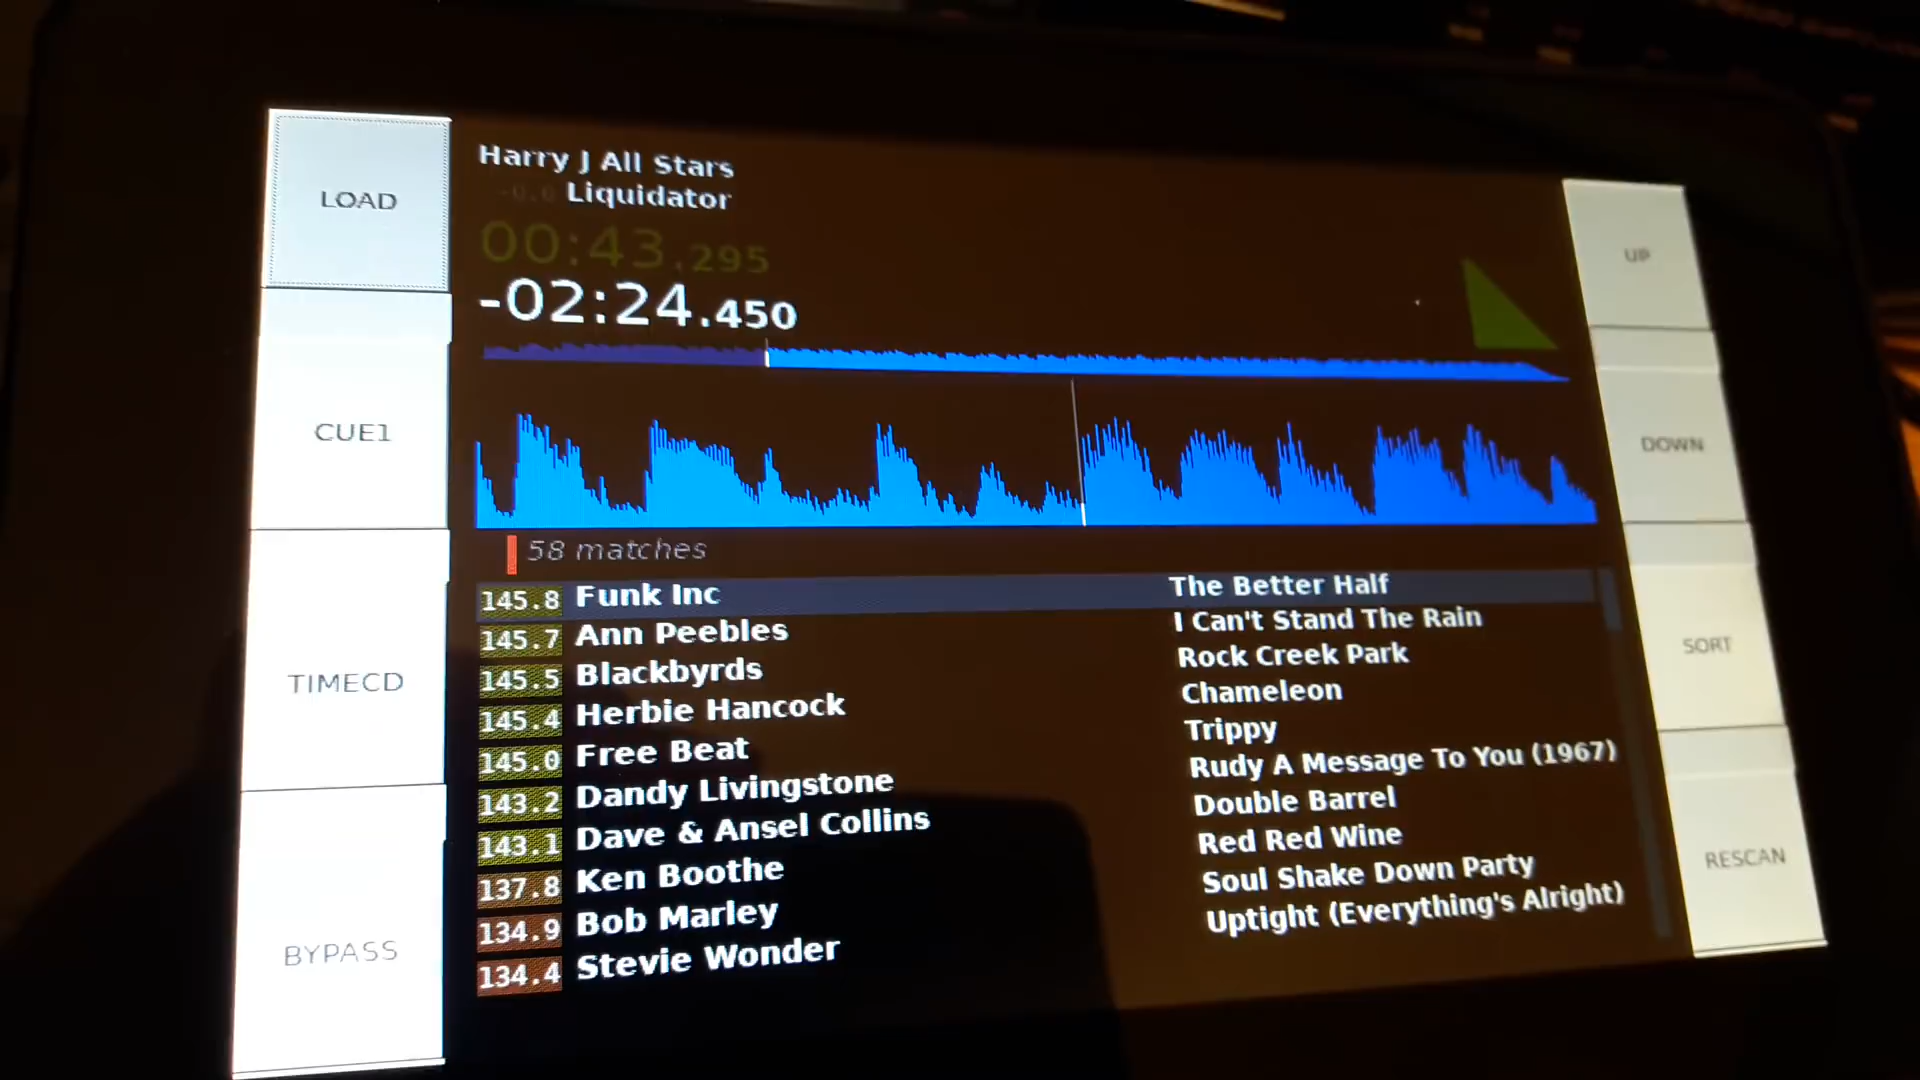 LOAD
CUE1
TIMECD
BYPASS
Harry J All Stars
-0.0 Liquidator
00:43.295
-02:24.450
58 matches
145.8 Funk Inc The Better Half
145.7 Ann Peebles I Can't Stand The Rain
145.5 Blackbyrds Rock Creek Park
145.4 Herbie Hancock Chameleon
145.0 Free Beat Trippy
143.2 Dandy Livingstone Rudy A Message To You (1967)
143.1 Dave & Ansel Collins Double Barrel
137.8 Ken Boothe Red Red Wine
134.9 Bob Marley Soul Shake Down Party
134.4 Stevie Wonder Uptight (Everything's Alright)
UP
DOWN
SORT
RESCAN